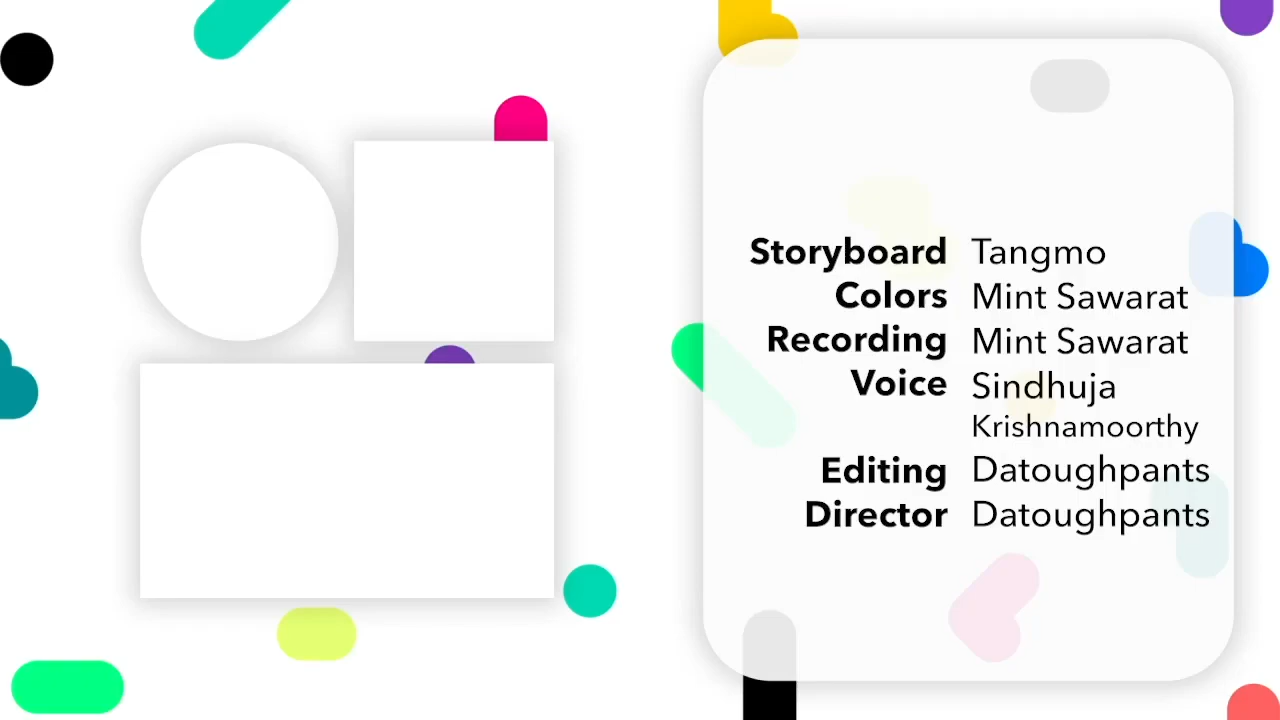 Storyboard Tangmo
Colors Mint Sawarat
Recording Mint Sawarat
Voice Sindhuja
Krishnamoorthy
Editing Datoughpants
Director Datoughpants